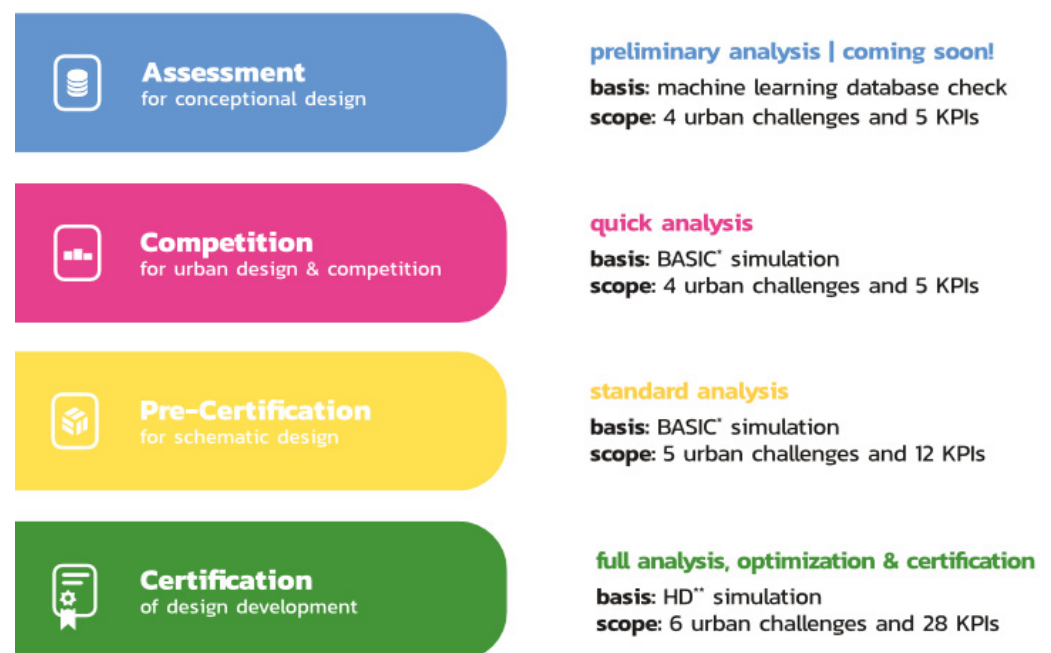 Assessment
for conceptional design
preliminary analysis | coming soon!
basis: machine learning database check
scope: 4 urban challenges and 5 KPIs
Competition
for urban design & competition
quick analysis
basis: BASIC* simulation
scope: 4 urban challenges and 5 KPIs
Pre-Certification
for schematic design
standard analysis
basis: BASIC* simulation
scope: 5 urban challenges and 12 KPIs
Certification
of design development
full analysis, optimization & certification
basis: HD** simulation
scope: 6 urban challenges and 28 KPIs